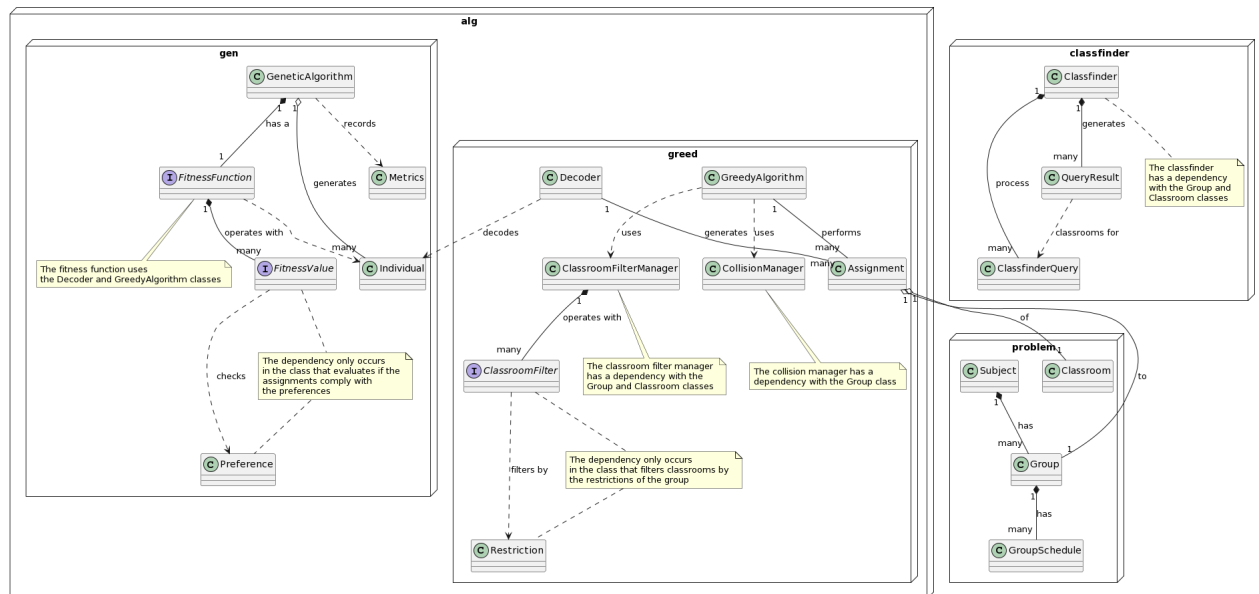 alg
gen
classfinder
C GeneticAlgorithm
C Classfinder
1
1
1
1
has a
records
generates
1
many
greed
I FitnessFunction
C Metrics
C Decoder
C GreedyAlgorithm
C QueryResult
The classfinder
has a dependency
with the Group and
Classroom classes
generates
process
1
1
1
operates with
decodes
uses
generates
uses
performs
classrooms for
many
many
many
many
many
The fitness function uses
the Decoder and GreedyAlgorithm classes
I FitnessValue
C Individual
C ClassroomFilterManager
C CollisionManager
C Assignment
C ClassfinderQuery
1
1
1
operates with
of
problem
many
1
The dependency only occurs
in the class that evaluates if the
assignments comply with
the preferences
checks
I ClassroomFilter
The classroom filter manager
has a dependency with the
Group and Classroom classes
The collision manager has a
dependency with the Group class
C Subject
C Classroom
to
1
has
many
1
C Preference
filters by
The dependency only occurs
in the class that filters classrooms by
the restrictions of the group
C Group
1
has
many
C Restriction
C GroupSchedule